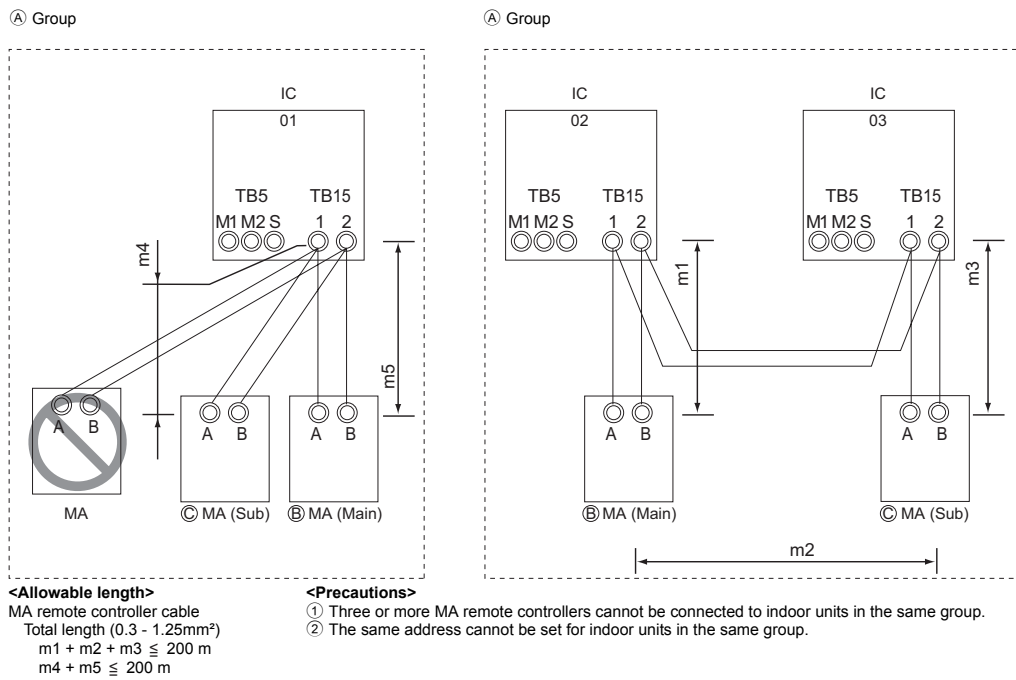 Ⓐ Group
Ⓐ Group
IC
01
TB5 TB15
M1 M2 S 1 2
m4
m5
A B
MA
A B
Ⓒ MA (Sub)
A B
Ⓑ MA (Main)
IC
02
TB5 TB15
M1 M2 S 1 2
IC
03
TB5 TB15
M1 M2 S 1 2
m1
m3
A B
Ⓑ MA (Main)
A B
Ⓒ MA (Sub)
m2
<Allowable length>
MA remote controller cable
Total length (0.3 - 1.25mm²)
m1 + m2 + m3 ≦ 200 m
m4 + m5 ≦ 200 m
<Precautions>
① Three or more MA remote controllers cannot be connected to indoor units in the same group.
② The same address cannot be set for indoor units in the same group.